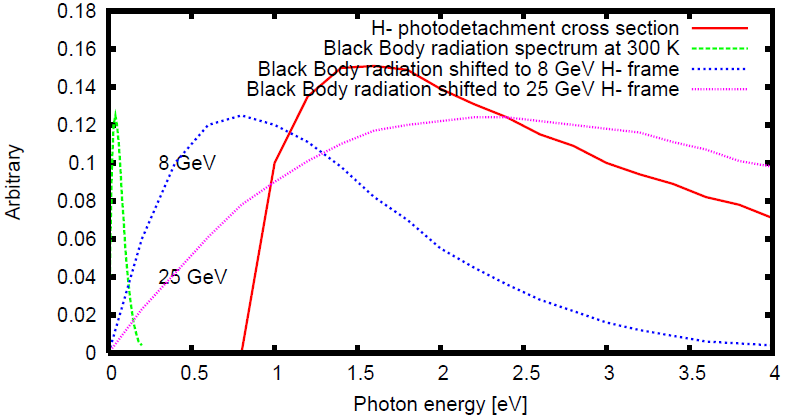 0.18
0.16
0.14
0.12
0.1
0.08
0.06
0.04
0.02
0
Arbitrary
H- photodetachment cross section
Black Body radiation spectrum at 300 K
Black Body radiation shifted to 8 GeV H- frame
Black Body radiation shifted to 25 GeV H- frame
8 GeV
25 GeV
0 0.5 1 1.5 2 2.5 3 3.5 4
Photon energy [eV]